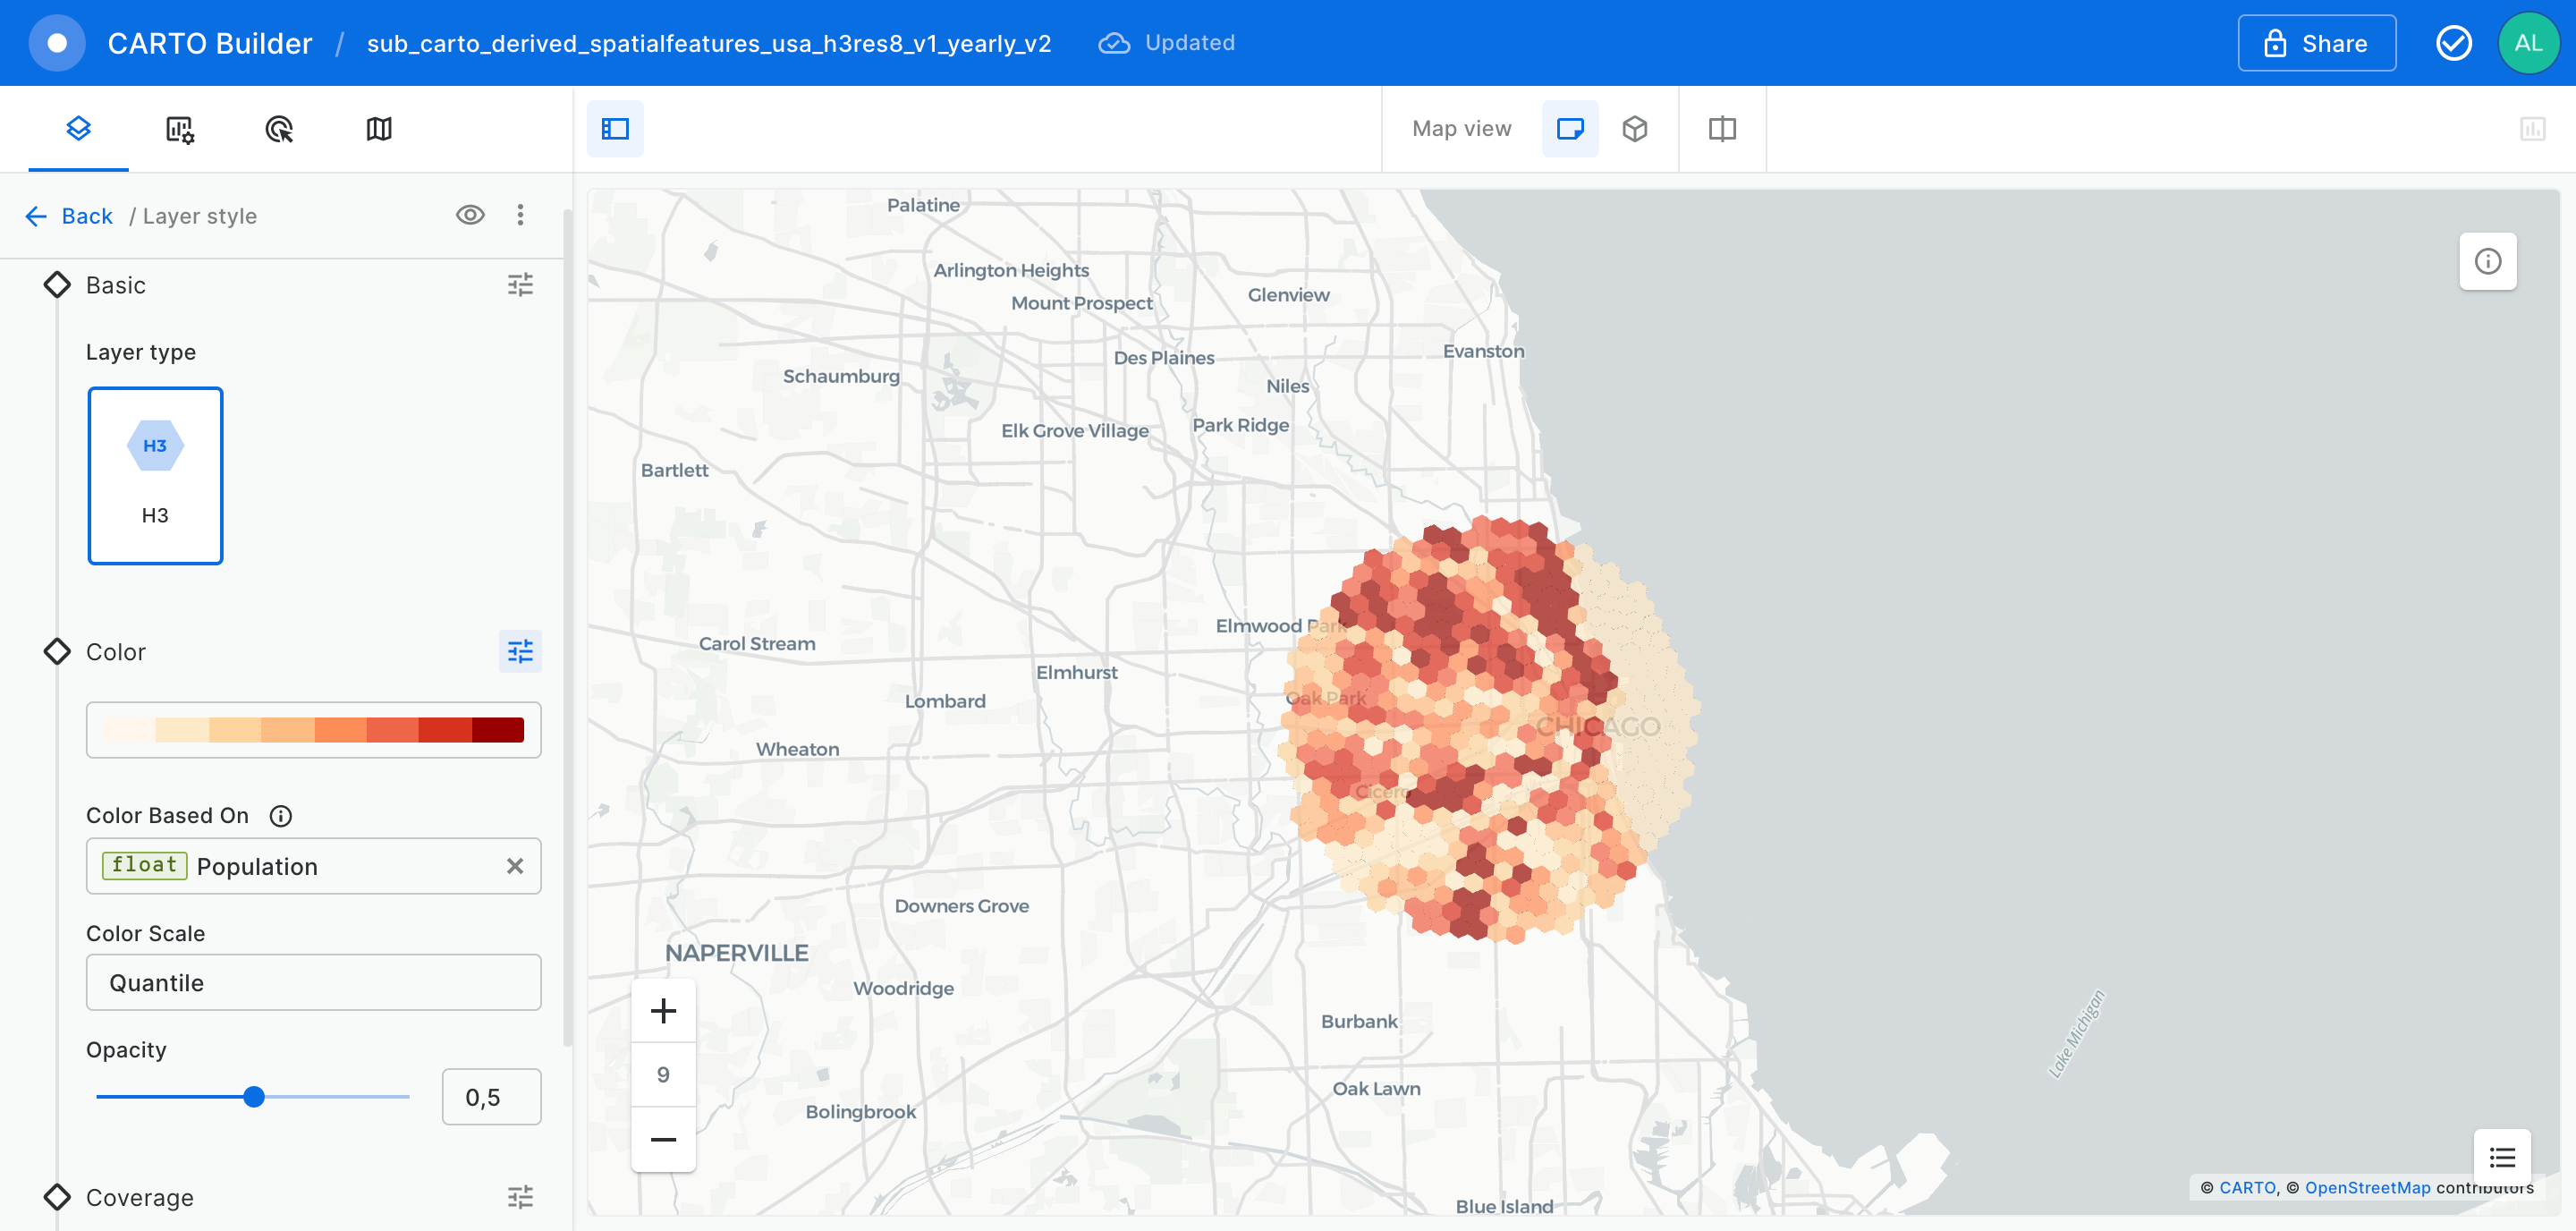 CARTO Builder / sub_carto_derived_spatialfeatures_usa_h3res8_v1_yearly_v2 Updated Share AL
Map view
Back / Layer style
Basic
Layer type
H3
H3
Color
Color Based On
float Population
Color Scale
Quantile
Opacity
0,5
Coverage
Palatine
Arlington Heights
Mount Prospect
Glenview
Evanston
Des Plaines
Schaumburg
Niles
Elk Grove Village
Park Ridge
Bartlett
Elmwood Park
Carol Stream
Elmhurst
Lombard
Oak Park
CHICAGO
Wheaton
Cicero
Downers Grove
NAPERVILLE
Woodridge
Burbank
Oak Lawn
Bolingbrook
Blue Island
Lake Michigan
+
9
−
© CARTO, © OpenStreetMap contributors